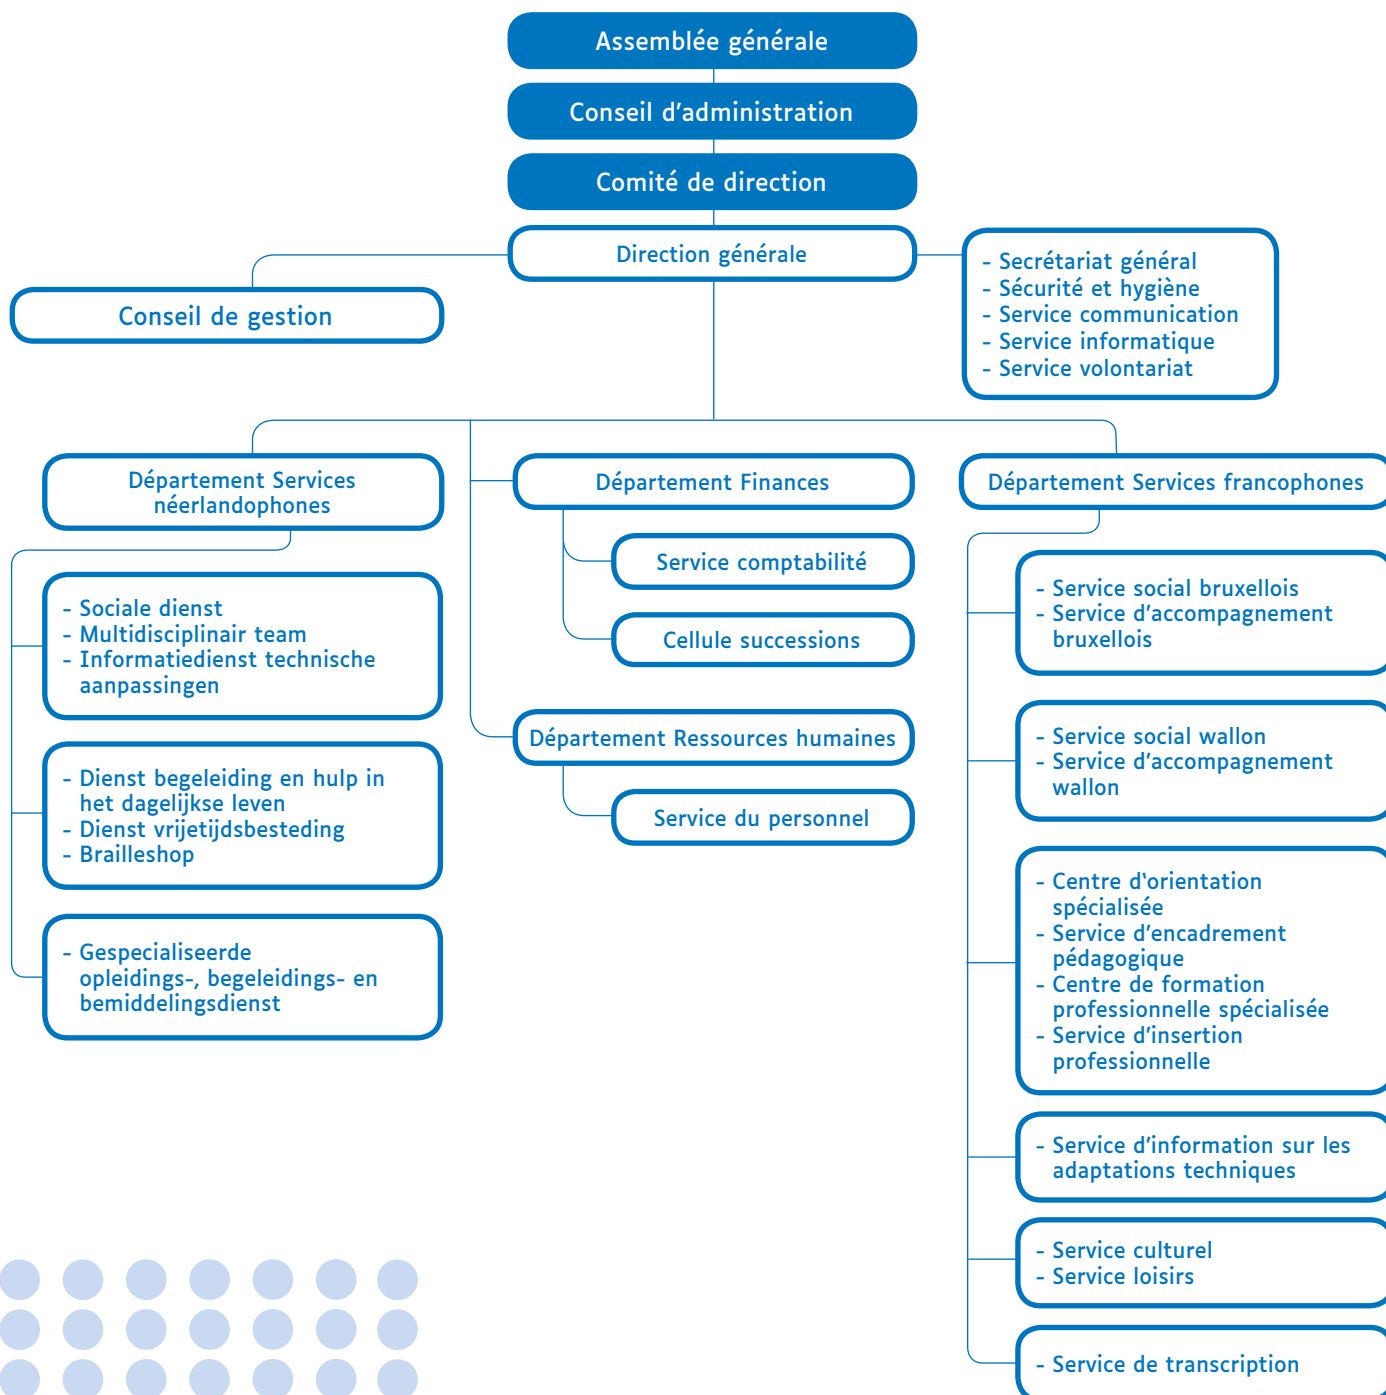 Assemblée générale
Conseil d'administration
Comité de direction
Direction générale
- Secrétariat général
- Sécurité et hygiène
- Service communication
- Service informatique
- Service volontariat
Conseil de gestion
Département Services
néerlandophones
- Sociale dienst
- Multidisciplinair team
- Informatiedienst technische
aanpassingen
- Dienst begeleiding en hulp in
het dagelijkse leven
- Dienst vrijetijdsbesteding
- Brailleshop
- Gespecialiseerde
opleidings-, begeleidings- en
bemiddelingsdienst
Département Finances
Service comptabilité
Cellule successions
Département Ressources humaines
Service du personnel
Département Services francophones
- Service social bruxellois
- Service d'accompagnement
bruxellois
- Service social wallon
- Service d'accompagnement
wallon
- Centre d'orientation
spécialisée
- Service d'encadrement
pédagogique
- Centre de formation
professionnelle spécialisée
- Service d'insertion
professionnelle
- Service d'information sur les
adaptations techniques
- Service culturel
- Service loisirs
- Service de transcription